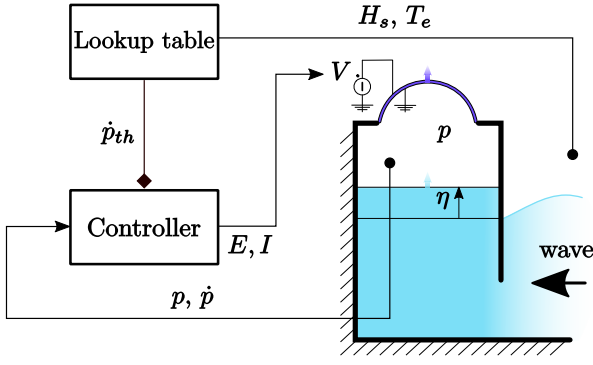 H_s, T_e
Lookup table
V
ṗ_th
p
η
Controller
E, I
wave
p, ṗ